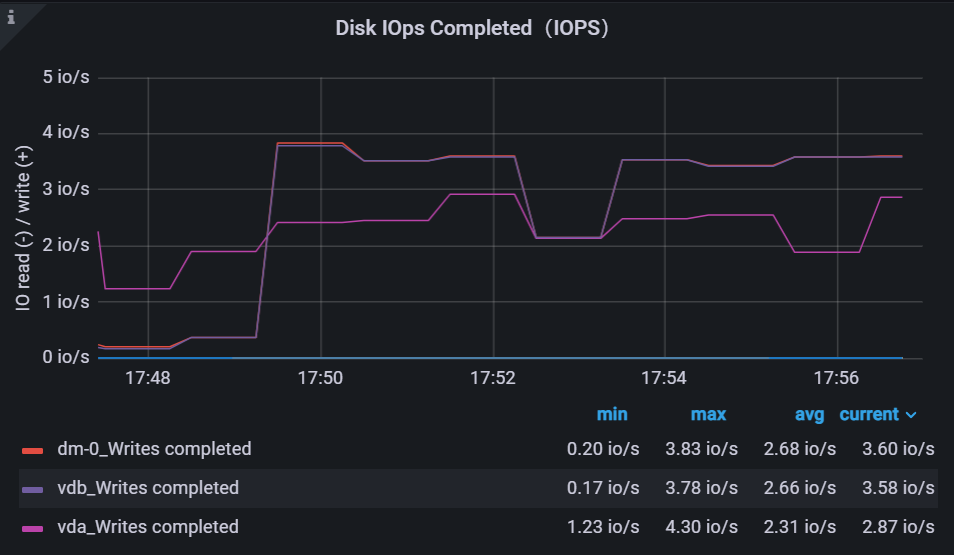 i
Disk IOps Completed（IOPS）
IO read (-) / write (+)
5 io/s
4 io/s
3 io/s
2 io/s
1 io/s
0 io/s
17:48 17:50 17:52 17:54 17:56
min max avg current
dm-0_Writes completed 0.20 io/s 3.83 io/s 2.68 io/s 3.60 io/s
vdb_Writes completed 0.17 io/s 3.78 io/s 2.66 io/s 3.58 io/s
vda_Writes completed 1.23 io/s 4.30 io/s 2.31 io/s 2.87 io/s